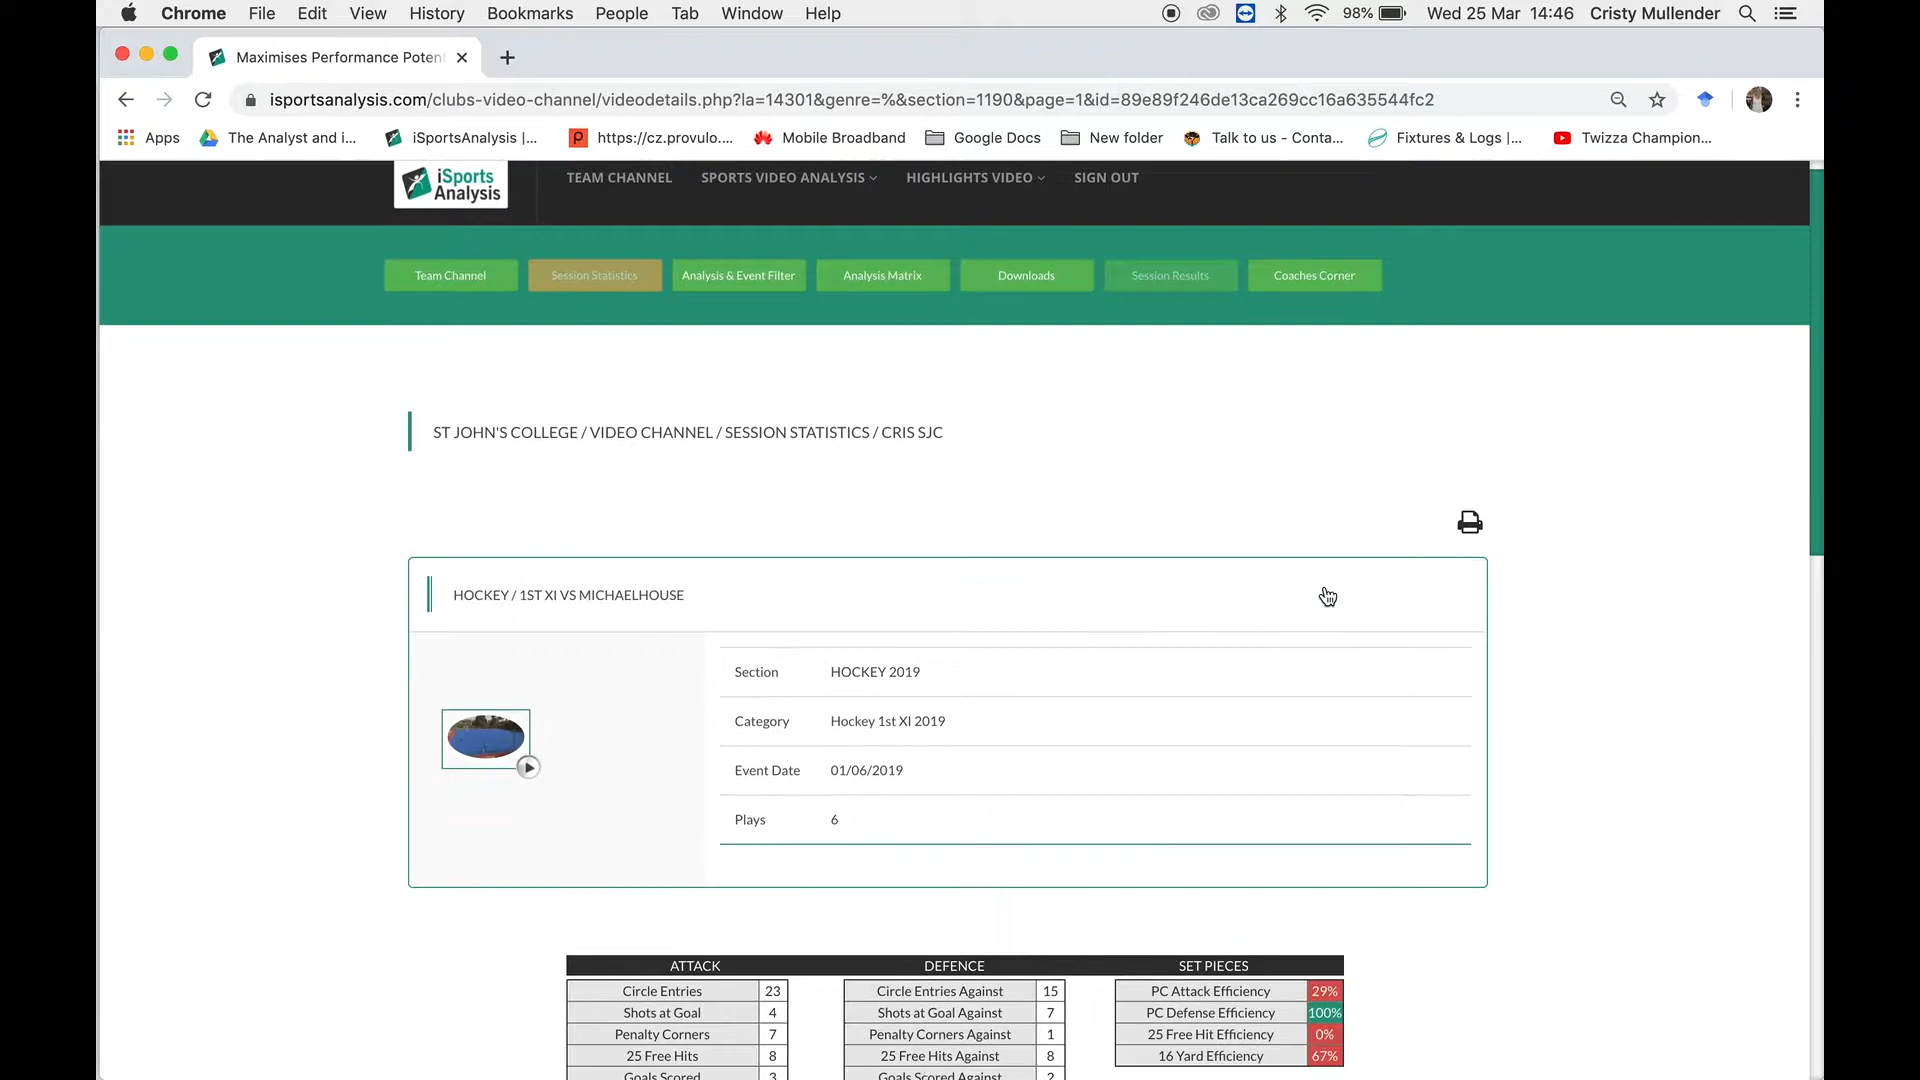 Chrome File Edit View History Bookmarks People Tab Window Help 98% Wed 25 Mar 14:46 Cristy Mullender
Maximises Performance Poten
isportsanalysis.com/clubs-video-channel/videodetails.php?la=14301&genre=%&section=1190&page=1&id=89e89f246de13ca269cc16a635544fc2
Apps The Analyst and i... iSportsAnalysis |... https://cz.provulo.... Mobile Broadband Google Docs New folder Talk to us - Conta... Fixtures & Logs |... Twizza Champion...
iSports Analysis
TEAM CHANNEL SPORTS VIDEO ANALYSIS HIGHLIGHTS VIDEO SIGN OUT
Team Channel Session Statistics Analysis & Event Filter Analysis Matrix Downloads Session Results Coaches Corner
ST JOHN'S COLLEGE / VIDEO CHANNEL / SESSION STATISTICS / CRIS SJC
HOCKEY / 1ST XI VS MICHAELHOUSE
Section HOCKEY 2019
Category Hockey 1st XI 2019
Event Date 01/06/2019
Plays 6
ATTACK DEFENCE SET PIECES
Circle Entries 23 Circle Entries Against 15 PC Attack Efficiency 29%
Shots at Goal 4 Shots at Goal Against 7 PC Defense Efficiency 100%
Penalty Corners 7 Penalty Corners Against 1 25 Free Hit Efficiency 0%
25 Free Hits 8 25 Free Hits Against 8 16 Yard Efficiency 67%
Goals Scored 3 Goals Scored Against 2